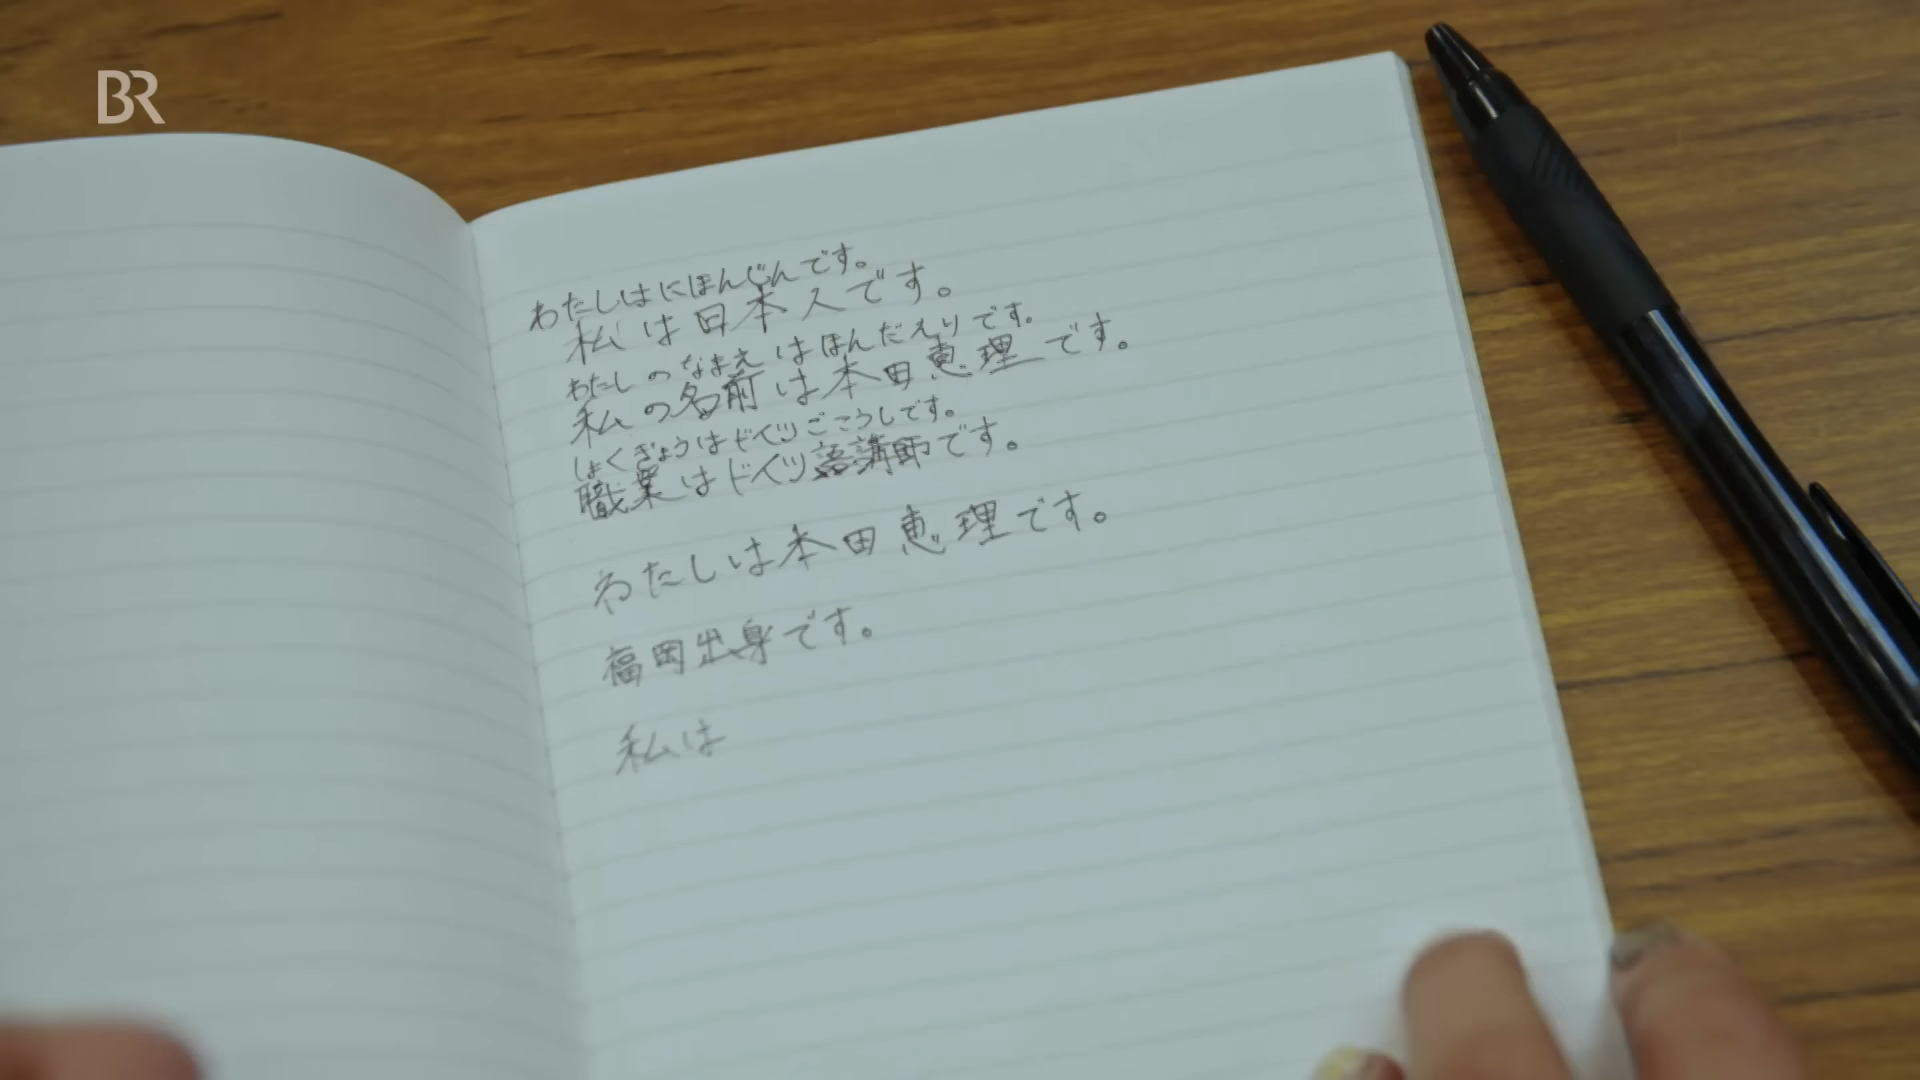 BR
わたしはにほんじんです。
私は日本人です。
わたしのなまえはほんだえりです。
私の名前は本田恵理です。
しょくぎょうはドイツごこうしです。
職業はドイツ語講師です。
わたしは本田恵理です。
福岡出身です。
私は